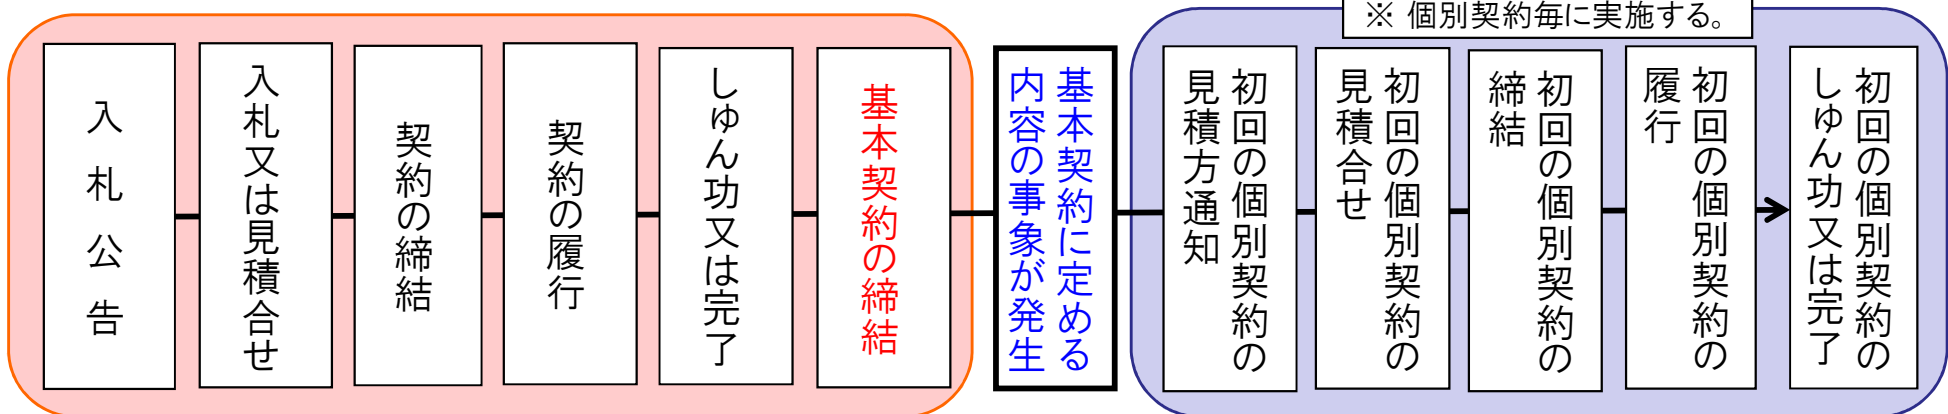 ※ 個別契約毎に実施する。
入札公告
入札又は見積合せ
契約の締結
契約の履行
しゅん功又は完了
基本契約の締結
基本契約に定める
内容の事象が発生
初回の個別契約の
見積方通知
初回の個別契約の
見積合せ
初回の個別契約の
締結
初回の個別契約の
履行
初回の個別契約の
しゅん功又は完了